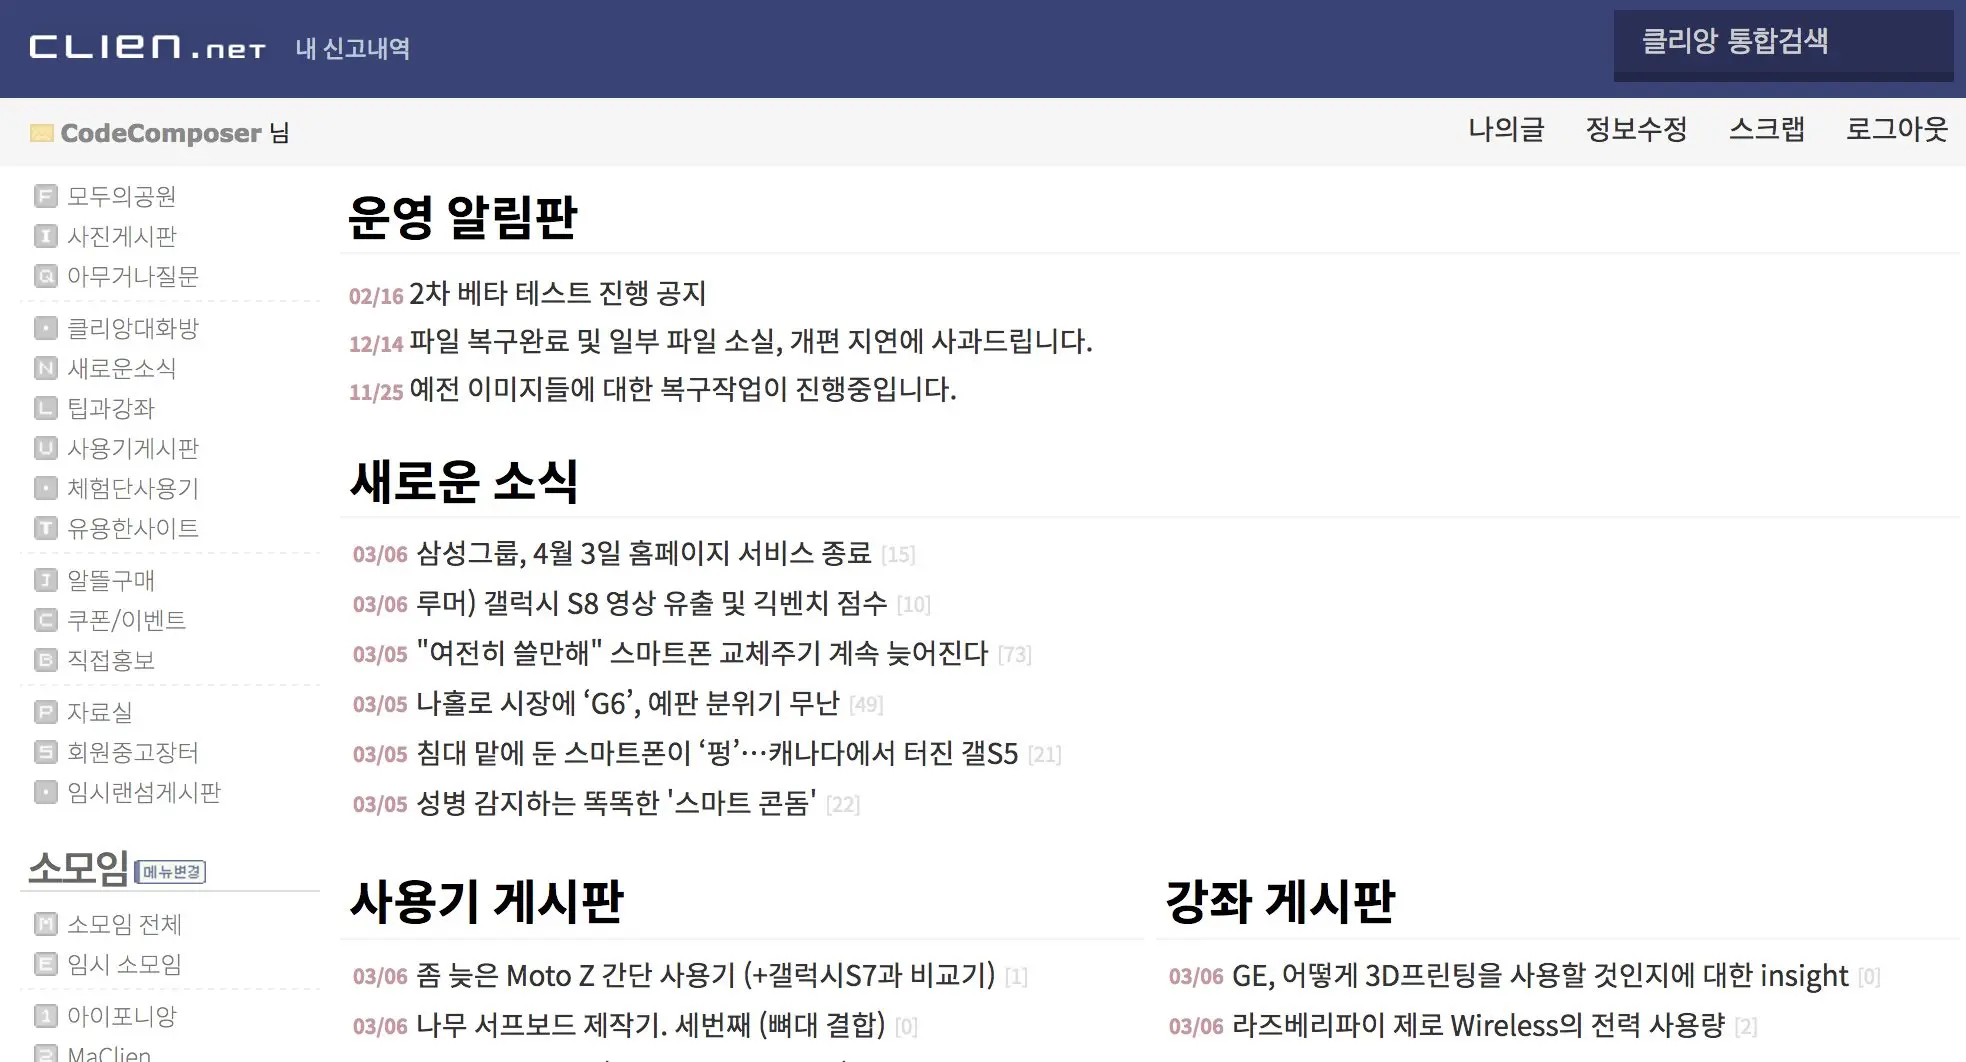 CLIEN.NET 내 신고내역
클리앙 통합검색
CodeComposer 님
나의글 정보수정 스크랩 로그아웃
F 모두의공원
I 사진게시판
Q 아무거나질문
클리앙대화방
N 새로운소식
L 팁과강좌
U 사용기게시판
체험단사용기
T 유용한사이트
J 알뜰구매
C 쿠폰/이벤트
B 직접홍보
P 자료실
S 회원중고장터
임시랜섬게시판
소모임 메뉴변경
M 소모임 전체
E 임시 소모임
1 아이포니앙
2 MaClien
운영 알림판
02/16 2차 베타 테스트 진행 공지
12/14 파일 복구완료 및 일부 파일 소실, 개편 지연에 사과드립니다.
11/25 예전 이미지들에 대한 복구작업이 진행중입니다.
새로운 소식
03/06 삼성그룹, 4월 3일 홈페이지 서비스 종료 [15]
03/06 루머) 갤럭시 S8 영상 유출 및 긱벤치 점수 [10]
03/05 "여전히 쓸만해" 스마트폰 교체주기 계속 늦어진다 [73]
03/05 나홀로 시장에 ‘G6’, 예판 분위기 무난 [49]
03/05 침대 맡에 둔 스마트폰이 ‘펑’…캐나다에서 터진 갤S5 [21]
03/05 성병 감지하는 똑똑한 '스마트 콘돔' [22]
사용기 게시판
03/06 좀 늦은 Moto Z 간단 사용기 (+갤럭시S7과 비교기) [1]
03/06 나무 서프보드 제작기. 세번째 (뼈대 결합) [0]
강좌 게시판
03/06 GE, 어떻게 3D프린팅을 사용할 것인지에 대한 insight [0]
03/06 라즈베리파이 제로 Wireless의 전력 사용량 [2]